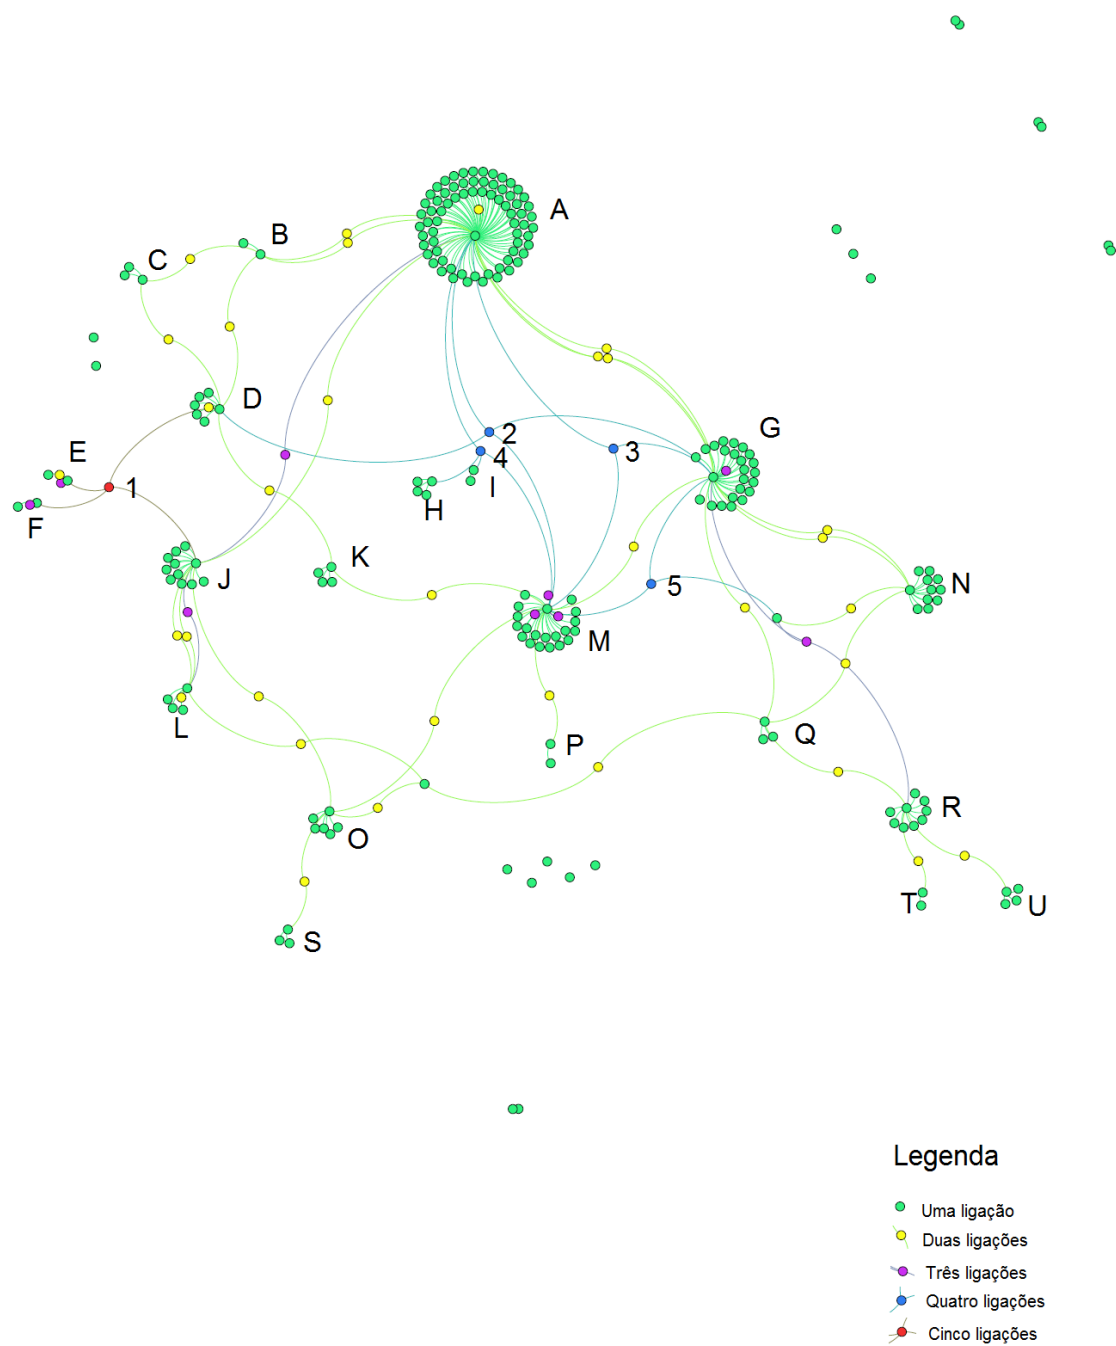 A
B
C
D
2
G
3
4
E
I
1
H
F
K
J
N
5
M
L
P
Q
R
O
T
U
S
Legenda
Uma ligação
Duas ligações
Três ligações
Quatro ligações
Cinco ligações